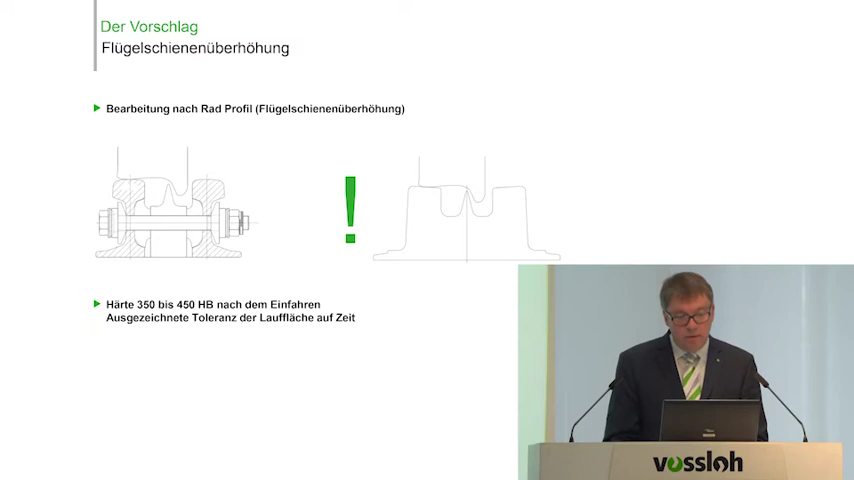 Der Vorschlag
Flügelschienenüberhöhung
Bearbeitung nach Rad Profil (Flügelschienenüberhöhung)
!
Härte 350 bis 450 HB nach dem Einfahren
Ausgezeichnete Toleranz der Lauffläche auf Zeit
vossloh